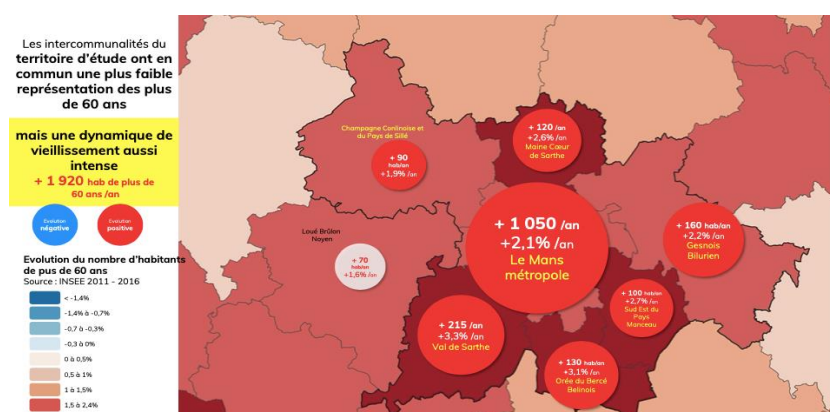 Les intercommunalités du
territoire d'étude ont en
commun une plus faible
représentation des plus
de 60 ans
mais une dynamique de
vieillissement aussi
intense
+ 1 920 hab de plus de
60 ans /an
Evolution
négative
Evolution
positive
Evolution du nombre d'habitants
de pus de 60 ans
Source : INSEE 2011 - 2016
< -1,4%
-1,4% à -0,7%
-0,7 à -0,3%
-0,3 à 0%
0 à 0,5%
0,5 à 1%
1 à 1,5%
1,5 à 2,4%
Champagne Conlinoise et
du Pays de Sillé
+ 90
hab/an
+1,9% /an
+ 120 /an
+2,6% /an
Maine Cœur
de Sarthe
Loué Brûlon
Noyen
+ 70
hab/an
+1,6% /an
+ 1 050 /an
+2,1% /an
Le Mans
métropole
+ 160 hab/an
+2,2% /an
Gesnois
Bilurien
+ 100 hab/an
+2,7% /an
Sud Est du
Pays
Manceau
+ 215 /an
+3,3% /an
Val de Sarthe
+ 130 hab/an
+3,1% /an
Orée du Bercé
Belinois